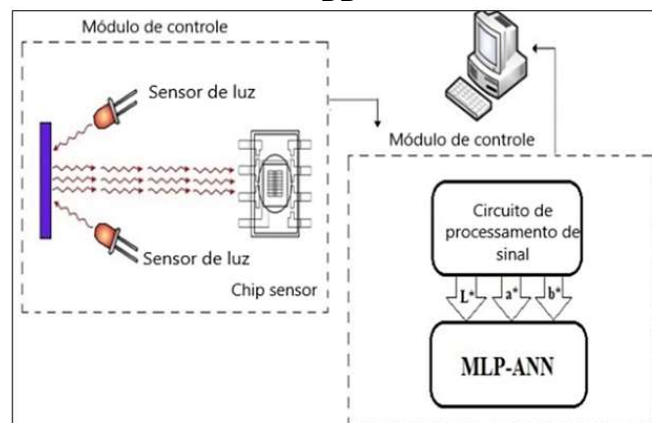 Módulo de controle
Sensor de luz
Sensor de luz
Chip sensor
Módulo de controle
Circuito de
processamento de
sinal
L* a* b*
MLP-ANN